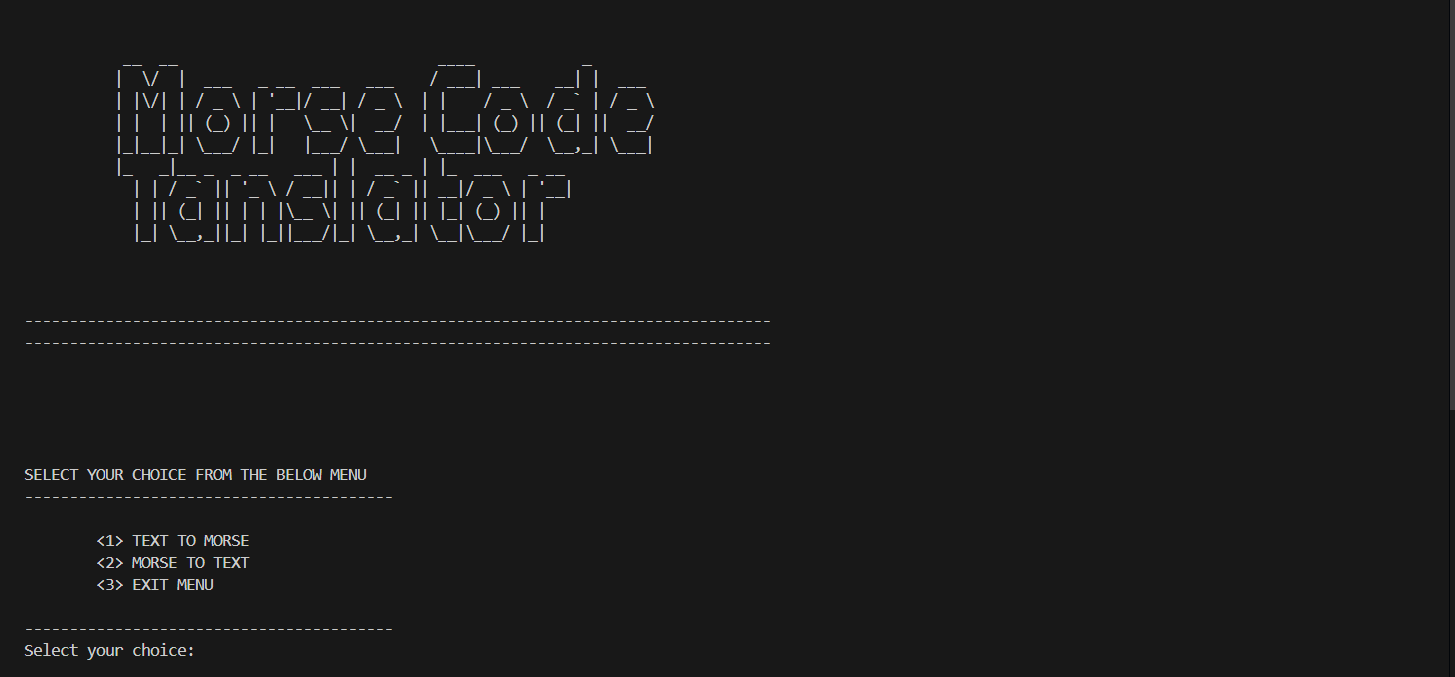 Morse Code
Tanslator
SELECT YOUR CHOICE FROM THE BELOW MENU
<1> TEXT TO MORSE
<2> MORSE TO TEXT
<3> EXIT MENU
Select your choice: